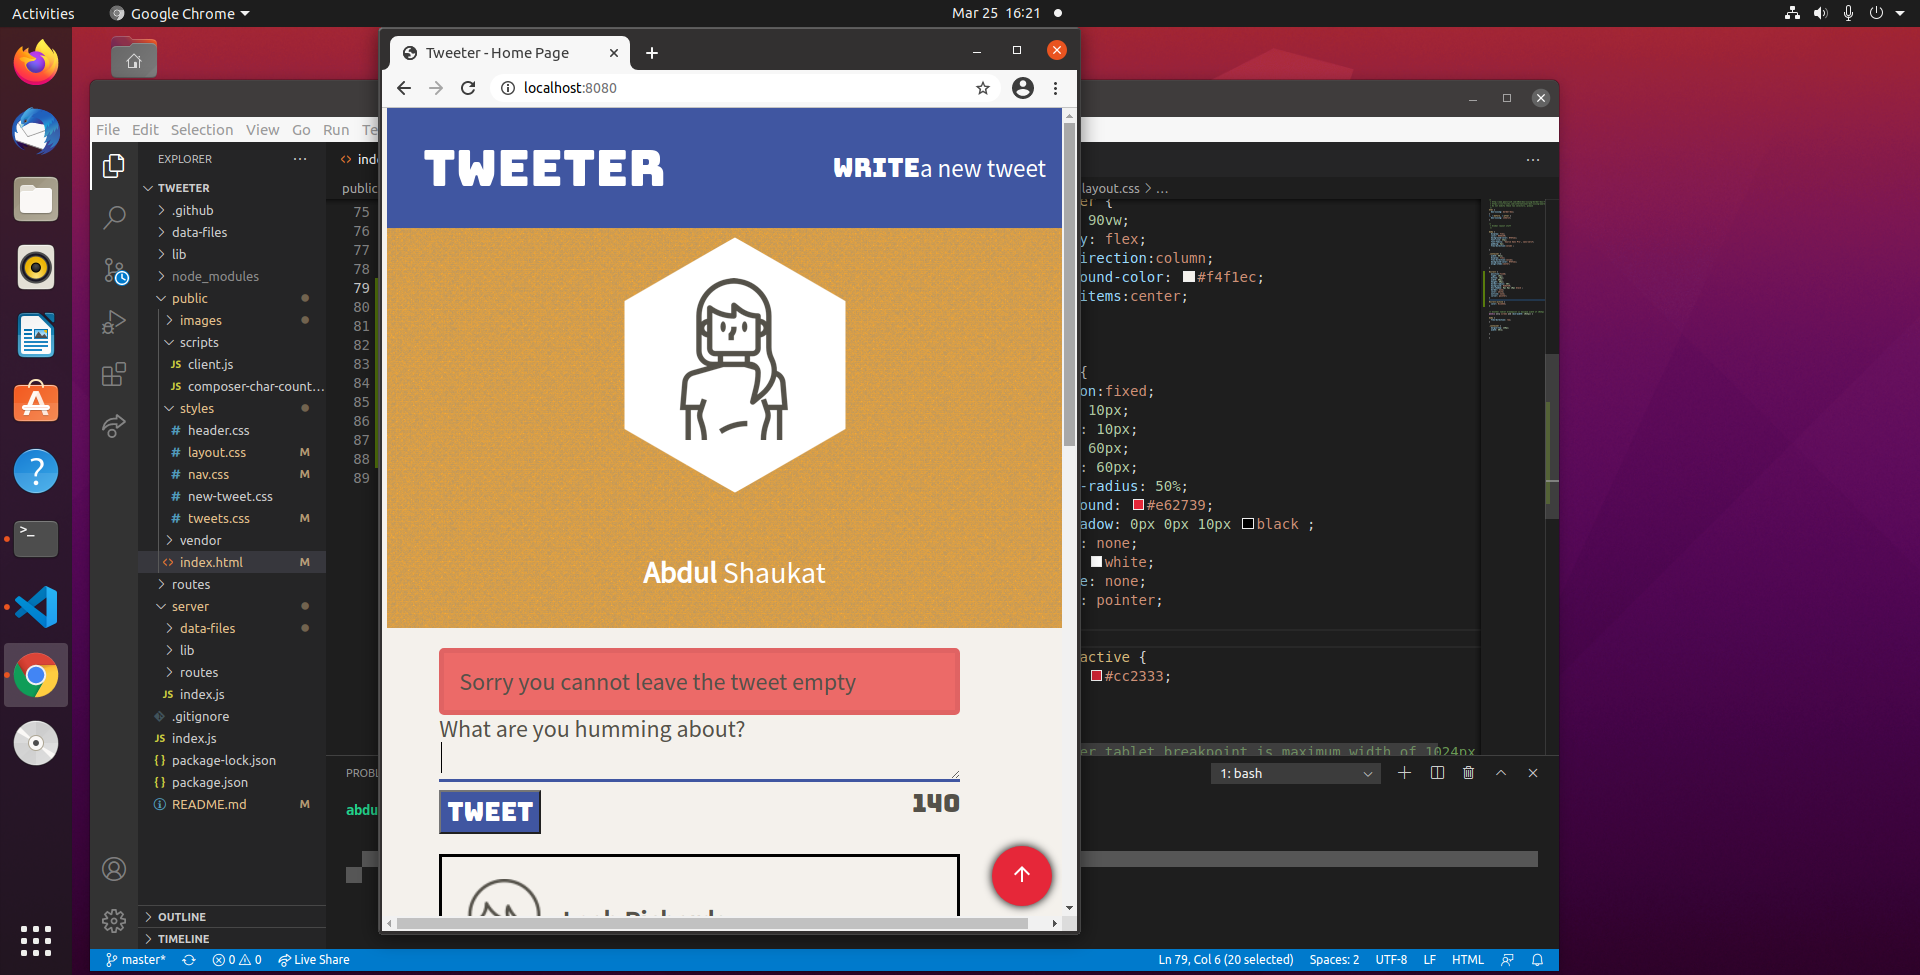 Activities
Google Chrome
Mar 25 16:21
Tweeter - Home Page
localhost:8080
File Edit Selection View Go Run Te
EXPLORER
TWEETER
.github
data-files
lib
node_modules
public
images
scripts
JS client.js
JS composer-char-count...
styles
# header.css
# layout.css M
# nav.css M
# new-tweet.css
# tweets.css M
vendor
<> index.html M
routes
server
data-files
lib
routes
JS index.js
.gitignore
JS index.js
{} package-lock.json
{} package.json
README.md M
OUTLINE
TIMELINE
<> inde
public
75
76
77
78
79
80
81
82
83
84
85
86
87
88
89
TWEETER
WRITE a new tweet
Abdul Shaukat
Sorry you cannot leave the tweet empty
What are you humming about?
TWEET
140
layout.css > ...
er {
90vw;
y: flex;
irection:column;
ound-color: #f4f1ec;
items:center;
{
on:fixed;
10px;
: 10px;
60px;
: 60px;
-radius: 50%;
ound: #e62739;
adow: 0px 0px 10px black ;
: none;
white;
e: none;
: pointer;
active {
#cc2333;
er tablet breakpoint is maximum width of 1024px
PROBL
1: bash
abdu
master*
0 0
Live Share
Ln 79, Col 6 (20 selected)
Spaces: 2
UTF-8
LF
HTML